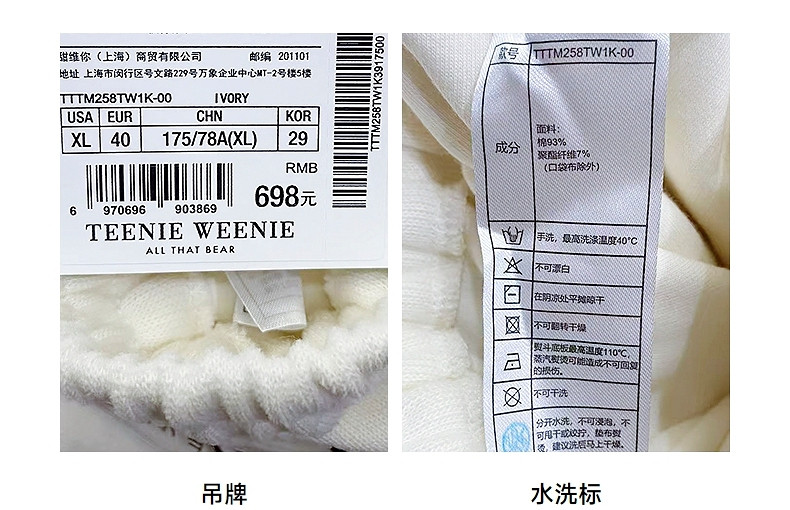 甜维你（上海）商贸有限公司 邮编 201101
地址 上海市闵行区号文路229号万象企业中心MT-2号楼5楼
TTTM258TW1K-00 IVORY
USA EUR CHN KOR
XL 40 175/78A(XL) 29
RMB
698元
6 970696 903869
TEENIE WEENIE
ALL THAT BEAR
TTTM258TW1K3917500
吊牌
款号 TTTM258TW1K-00
成分
面料：
棉93%
聚酯纤维7%
（口袋布除外）
手洗，最高洗涤温度40℃
不可漂白
在阴凉处平摊晾干
不可翻转干燥
熨斗底板最高温度110℃，
蒸汽熨烫可能造成不可回复
的损伤。
不可干洗
分开水洗，不可浸泡，不
可甩干或绞拧，垫布熨
烫，建议洗后马上干燥。
水洗标